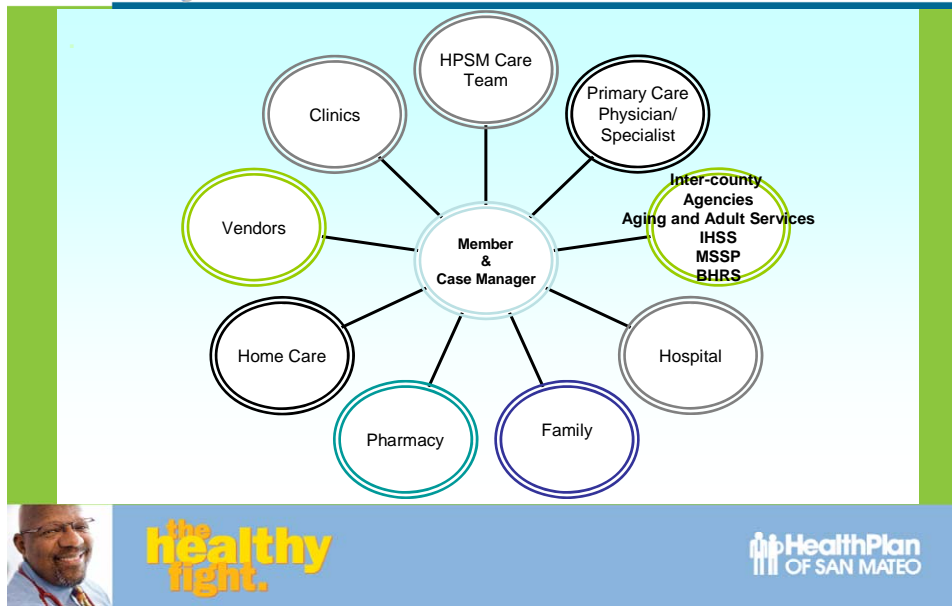 HPSM Care
Team
Primary Care
Physician/
Specialist
Clinics
Inter-county
Agencies
Aging and Adult Services
IHSS
MSSP
BHRS
Vendors
Member
&
Case Manager
Home Care
Hospital
Pharmacy
Family
the
healthy
fight.
HealthPlan
OF SAN MATEO